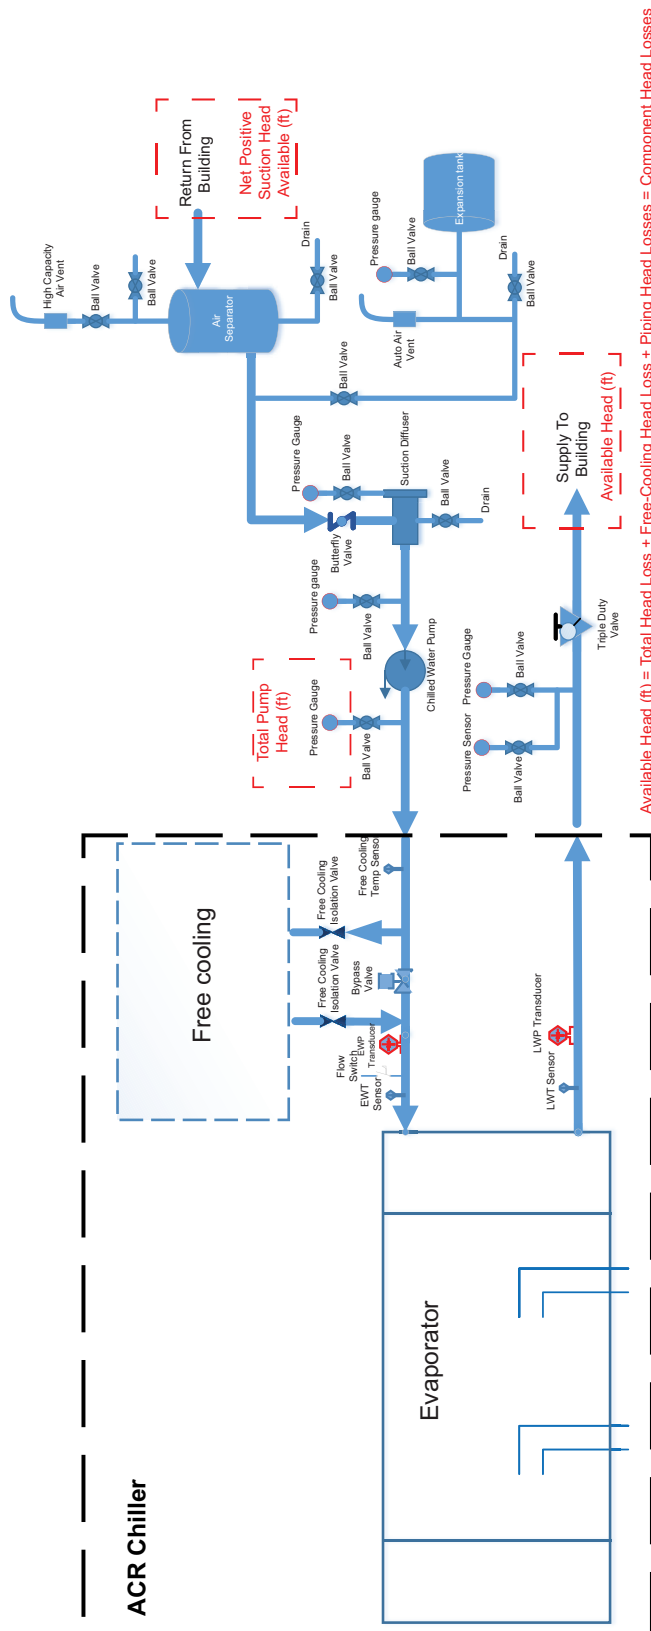 High Capacity
Air Vent
Ball Valve
Ball Valve
Return From
Building
Net Positive
Suction Head
Available (ft)
Air
Separator
Drain
Ball Valve
Pressure gauge
Ball Valve
Expansion tank
Auto Air
Vent
Drain
Ball Valve
Ball Valve
Pressure Gauge
Ball Valve
Suction Diffuser
Butterfly
Valve
Ball Valve
Drain
Supply To
Building
Available Head (ft)
Pressure gauge
Ball Valve
Chilled Water Pump
Total Pump
Head (ft)
Pressure Gauge
Ball Valve
Triple Duty
Valve
Pressure Gauge
Ball Valve
Pressure Sensor
Ball Valve
Available Head (ft) = Total Head Loss + Free-Cooling Head Loss + Piping Head Losses = Component Head Losses
Free cooling
Free Cooling
Isolation Valve
Free Cooling
Isolation Valve
Free Cooling
Temp Sensor
Bypass
Valve
EWP
Transducer
Flow
Switch
EWT
Sensor
LWP Transducer
LWT Sensor
Evaporator
ACR Chiller